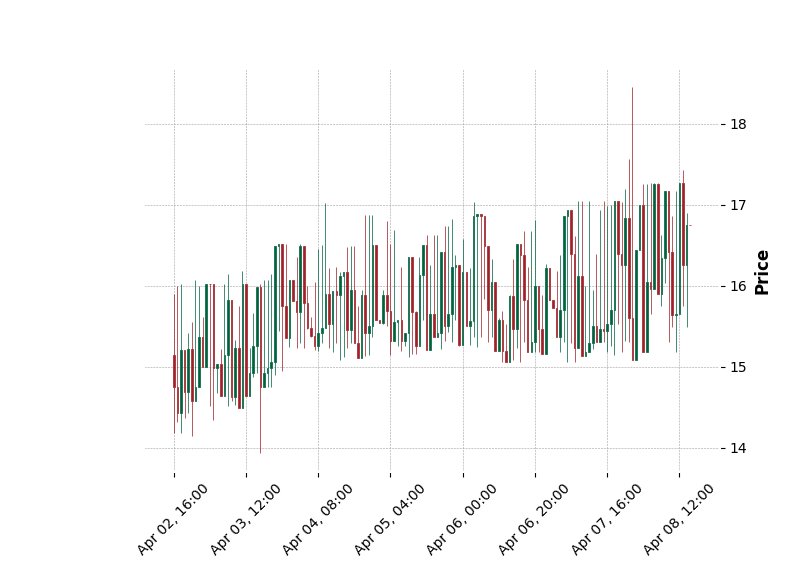 18
17
16
15
14
Price
Apr 02, 16:00
Apr 03, 12:00
Apr 04, 08:00
Apr 05, 04:00
Apr 06, 00:00
Apr 06, 20:00
Apr 07, 16:00
Apr 08, 12:00